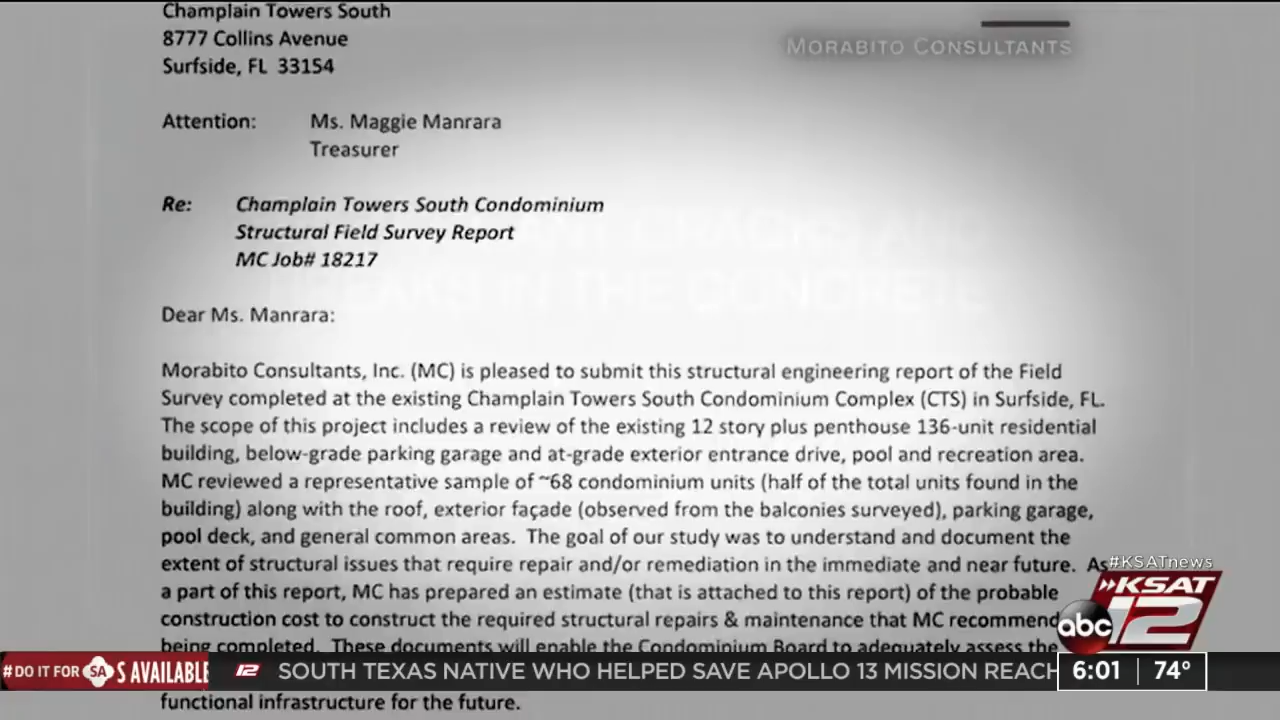 Champlain Towers South
8777 Collins Avenue
Surfside, FL 33154
MORABITO CONSULTANTS
Attention: Ms. Maggie Manrara
Treasurer
Re: Champlain Towers South Condominium
Structural Field Survey Report
MC Job# 18217
Dear Ms. Manrara:
Morabito Consultants, Inc. (MC) is pleased to submit this structural engineering report of the Field
Survey completed at the existing Champlain Towers South Condominium Complex (CTS) in Surfside, FL.
The scope of this project includes a review of the existing 12 story plus penthouse 136-unit residential
building, below-grade parking garage and at-grade exterior entrance drive, pool and recreation area.
MC reviewed a representative sample of ~68 condominium units (half of the total units found in the
building) along with the roof, exterior façade (observed from the balconies surveyed), parking garage,
pool deck, and general common areas. The goal of our study was to understand and document the
extent of structural issues that require repair and/or remediation in the immediate and near future. As
a part of this report, MC has prepared an estimate (that is attached to this report) of the probable
construction cost to construct the required structural repairs & maintenance that MC recommend
being completed. These documents will enable the Condominium Board to adequately assess the
functional infrastructure for the future.
#KSATnews
KSAT
abc 12
#DO IT FOR SA S AVAILABLE
12 SOUTH TEXAS NATIVE WHO HELPED SAVE APOLLO 13 MISSION REACH
6:01 74°